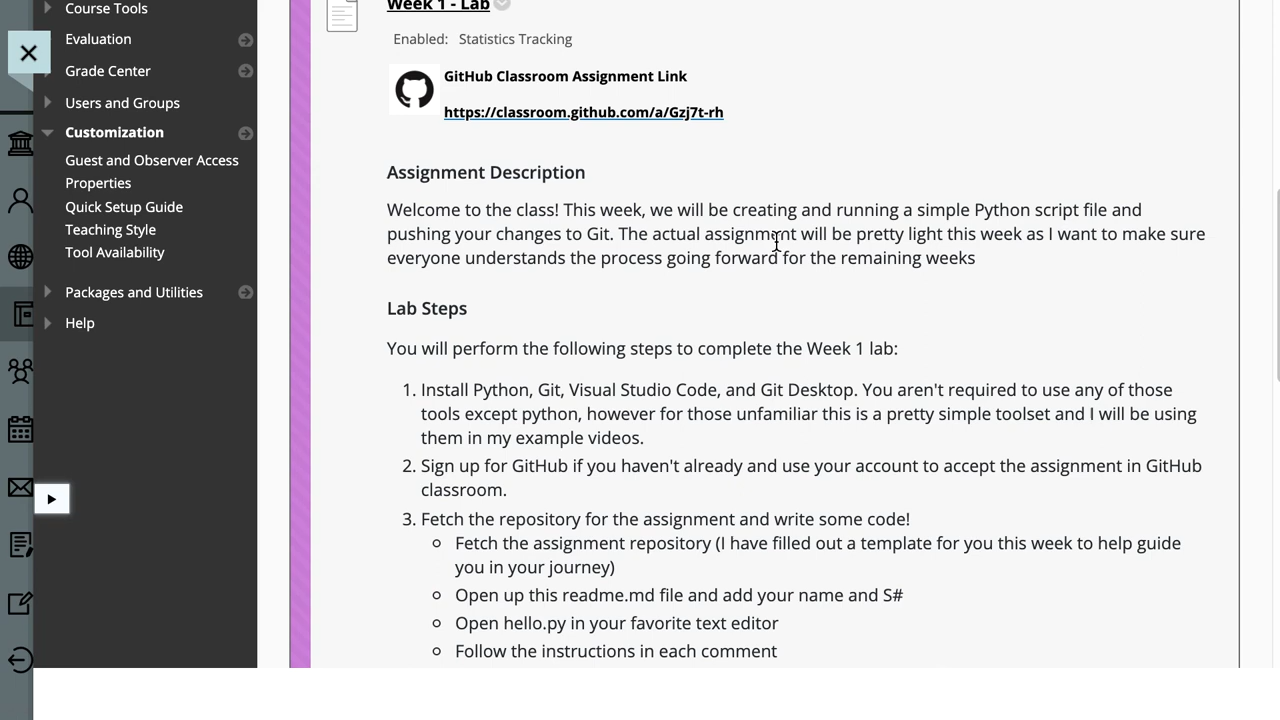 Course Tools
Evaluation
Grade Center
Users and Groups
Customization
Guest and Observer Access
Properties
Quick Setup Guide
Teaching Style
Tool Availability
Packages and Utilities
Help
Week 1 - Lab
Enabled: Statistics Tracking
GitHub Classroom Assignment Link
https://classroom.github.com/a/Gzj7t-rh
Assignment Description
Welcome to the class! This week, we will be creating and running a simple Python script file and
pushing your changes to Git. The actual assignment will be pretty light this week as I want to make sure
everyone understands the process going forward for the remaining weeks
Lab Steps
You will perform the following steps to complete the Week 1 lab:
1. Install Python, Git, Visual Studio Code, and Git Desktop. You aren't required to use any of those
tools except python, however for those unfamiliar this is a pretty simple toolset and I will be using
them in my example videos.
2. Sign up for GitHub if you haven't already and use your account to accept the assignment in GitHub
classroom.
3. Fetch the repository for the assignment and write some code!
Fetch the assignment repository (I have filled out a template for you this week to help guide
you in your journey)
Open up this readme.md file and add your name and S#
Open hello.py in your favorite text editor
Follow the instructions in each comment